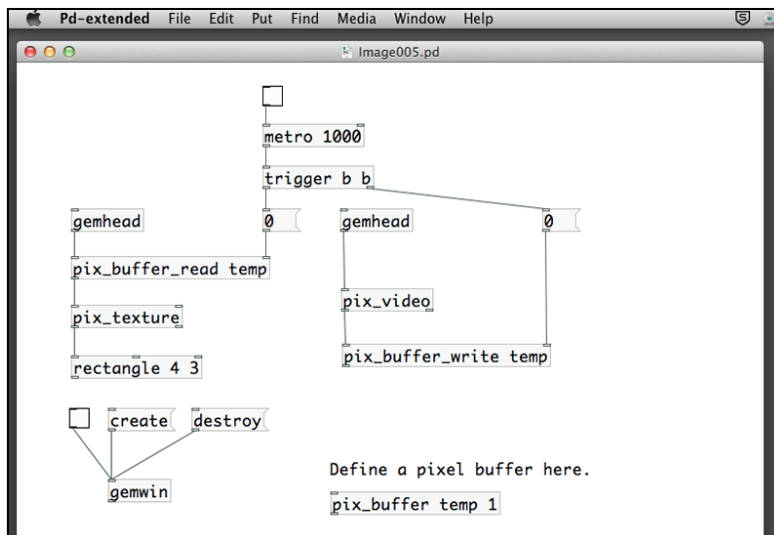 Pd-extended File Edit Put Find Media Window Help
Image005.pd
metro 1000
trigger b b
gemhead 0 gemhead 0
pix_buffer_read temp
pix_video
pix_texture
pix_buffer_write temp
rectangle 4 3
create destroy
Define a pixel buffer here.
gemwin
pix_buffer temp 1